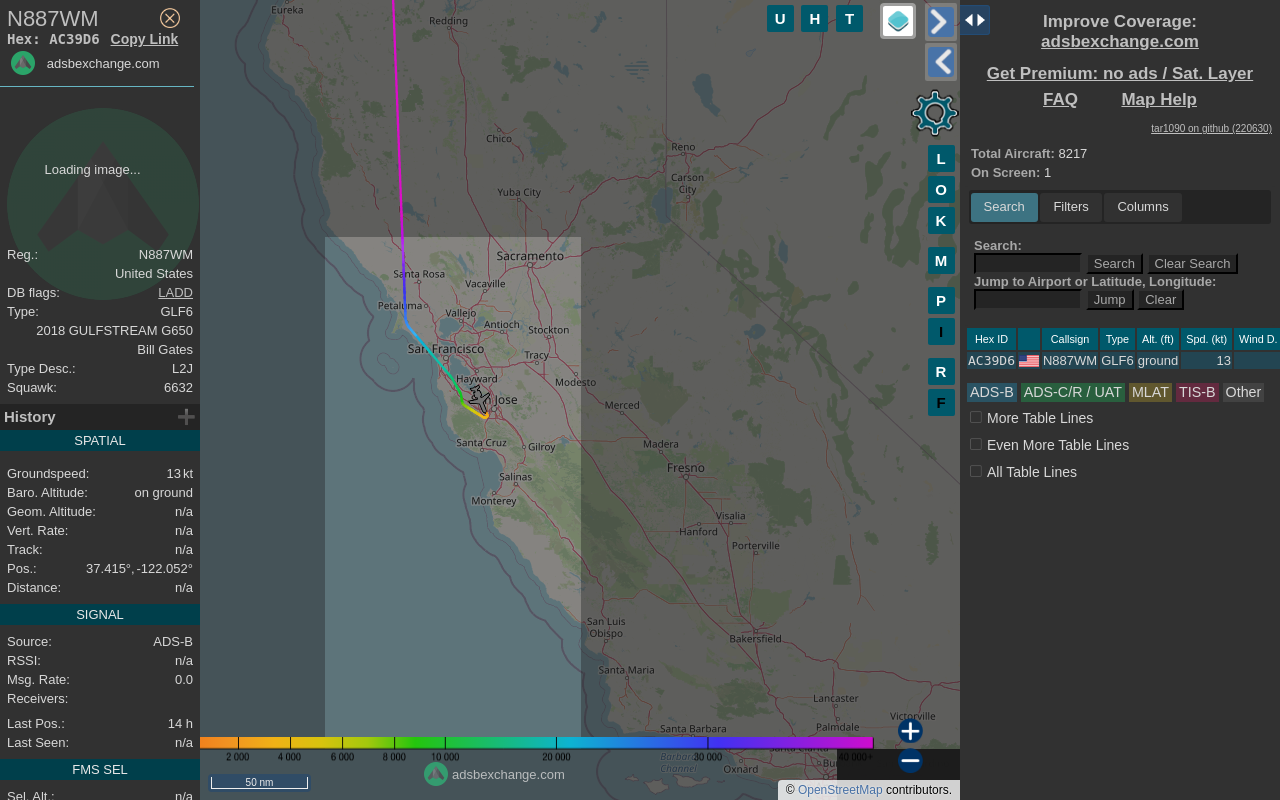 N887WM
Hex: AC39D6 Copy Link
adsbexchange.com
Loading image...
Reg.: N887WM
United States
DB flags: LADD
Type: GLF6
2018 GULFSTREAM G650
Bill Gates
Type Desc.: L2J
Squawk: 6632
History
SPATIAL
Groundspeed: 13 kt
Baro. Altitude: on ground
Geom. Altitude: n/a
Vert. Rate: n/a
Track: n/a
Pos.: 37.415°, -122.052°
Distance: n/a
SIGNAL
Source: ADS-B
RSSI: n/a
Msg. Rate: 0.0
Receivers:
Last Pos.: 14 h
Last Seen: n/a
FMS SEL
Sel. Alt.: n/a
Eureka
Redding
Chico
Reno
Carson
City
Yuba City
Sacramento
Santa Rosa
Vacaville
Petaluma
Vallejo
Antioch
Stockton
San Francisco
Tracy
Hayward
Modesto
Jose
Merced
Santa Cruz
Gilroy
Madera
Fresno
Salinas
Monterey
Visalia
Hanford
Porterville
San Luis
Obispo
Bakersfield
Santa Maria
Lancaster
Victorville
Santa Barbara
Palmdale
Santa Clarita
Barbara
Channel
Oxnard
U H T
L
O
K
M
P
I
R
F
2 000 4 000 6 000 8 000 10 000 20 000 30 000 40 000+
50 nm
adsbexchange.com
© OpenStreetMap contributors.
Improve Coverage:
adsbexchange.com
Get Premium: no ads / Sat. Layer
FAQ Map Help
tar1090 on github (220630)
Total Aircraft: 8217
On Screen: 1
Search Filters Columns
Search:
Search Clear Search
Jump to Airport or Latitude, Longitude:
Jump Clear
Hex ID Callsign Type Alt. (ft) Spd. (kt) Wind D.
AC39D6 N887WM GLF6 ground 13
ADS-B ADS-C/R / UAT MLAT TIS-B Other
More Table Lines
Even More Table Lines
All Table Lines